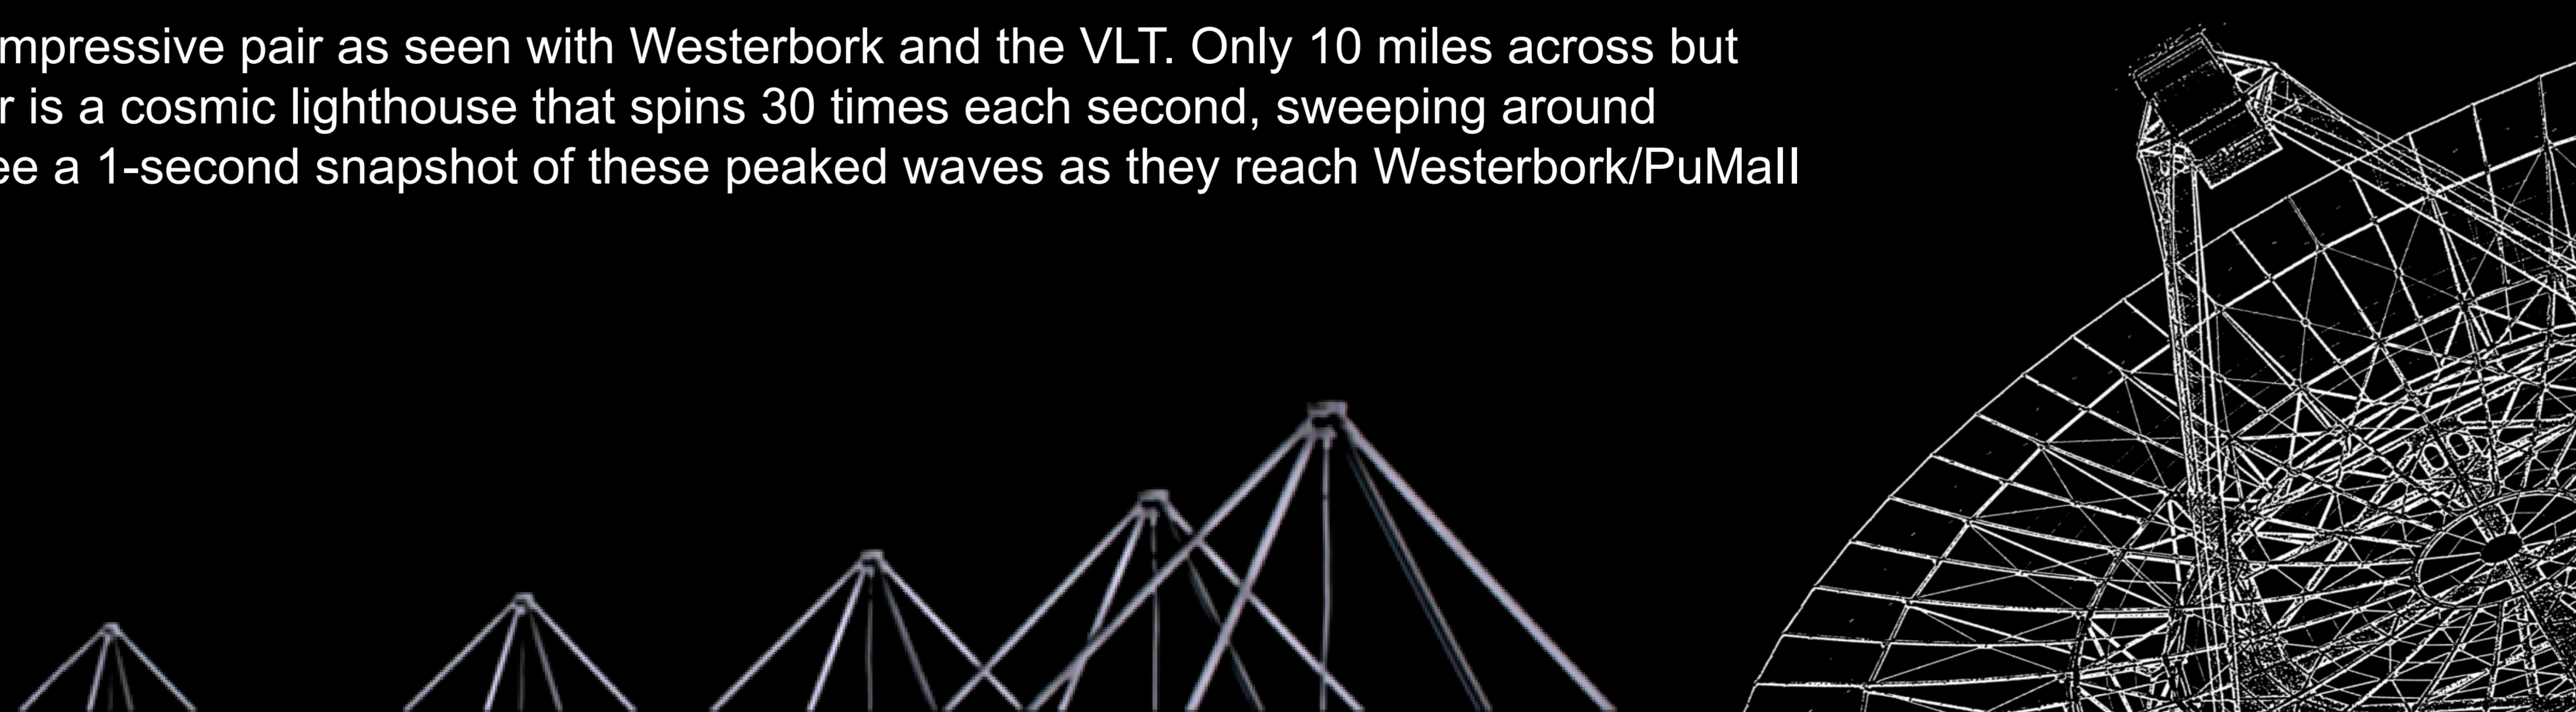 mpressive pair as seen with Westerbork and the VLT. Only 10 miles across but
r is a cosmic lighthouse that spins 30 times each second, sweeping around
ee a 1-second snapshot of these peaked waves as they reach Westerbork/PuMaII